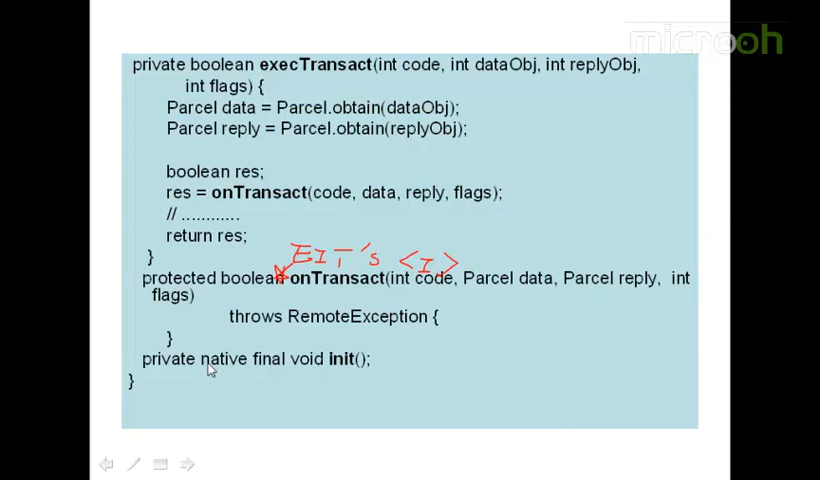 microoh
private boolean execTransact(int code, int dataObj, int replyObj,
int flags) {
Parcel data = Parcel.obtain(dataObj);
Parcel reply = Parcel.obtain(replyObj);
boolean res;
res = onTransact(code, data, reply, flags);
// ............
return res;
}
EIT's <I>
protected boolean onTransact(int code, Parcel data, Parcel reply, int
flags)
throws RemoteException {
}
private native final void init();
}